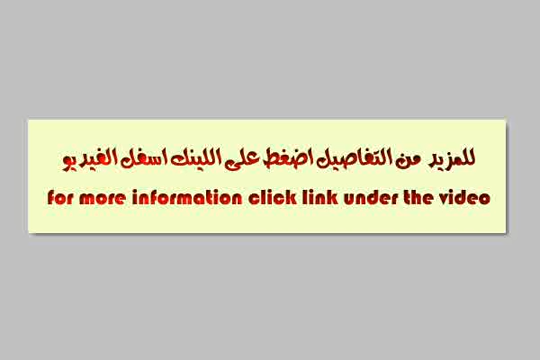 للمزيد من التفاصيل اضغط على اللينك اسفل الفيديو
for more information click link under the video